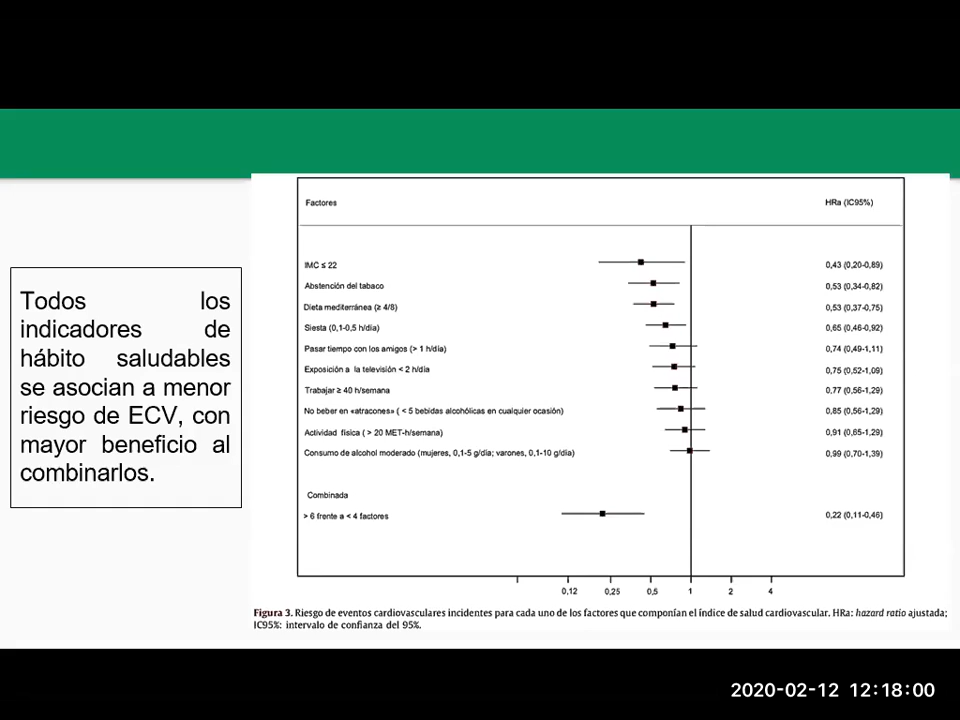 Todos los
indicadores de
hábito saludables
se asocian a menor
riesgo de ECV, con
mayor beneficio al
combinarlos.
Factores HRa (IC95%)
IMC ≤ 22 0,43 (0,20-0,89)
Abstención del tabaco 0,53 (0,34-0,82)
Dieta mediterránea (≥ 4/8) 0,53 (0,37-0,75)
Siesta (0,1-0,5 h/día) 0,65 (0,46-0,92)
Pasar tiempo con los amigos (> 1 h/día) 0,74 (0,49-1,11)
Exposición a la televisión < 2 h/día 0,75 (0,52-1,09)
Trabajar ≥ 40 h/semana 0,77 (0,56-1,29)
No beber en «atracones» ( < 5 bebidas alcohólicas en cualquier ocasión) 0,85 (0,56-1,29)
Actividad física ( > 20 MET-h/semana) 0,91 (0,65-1,29)
Consumo de alcohol moderado (mujeres, 0,1-5 g/día; varones, 0,1-10 g/día) 0,99 (0,70-1,39)
Combinada
> 6 frente a < 4 factores 0,22 (0,11-0,46)
0,12 0,25 0,5 1 2 4
Figura 3. Riesgo de eventos cardiovasculares incidentes para cada uno de los factores que componían el índice de salud cardiovascular. HRa: hazard ratio ajustada;
IC95%: intervalo de confianza del 95%.
2020-02-12 12:18:00